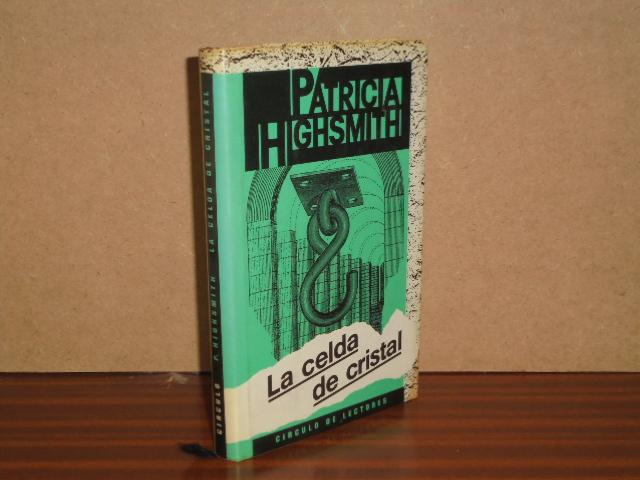 PATRICIA
HIGHSMITH
La celda
de cristal
CIRCULO DE LECTORES
CIRCULO P. HIGHSMITH LA CELDA DE CRISTAL